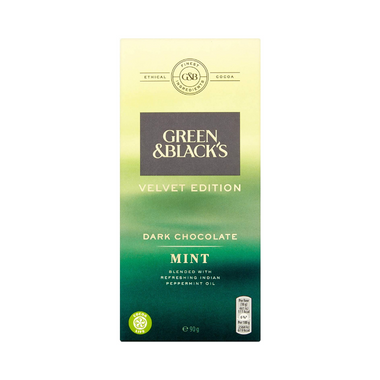 FINEST
ETHICAL G&B COCOA
INGREDIENTS
GREEN
&BLACK'S
VELVET EDITION
DARK CHOCOLATE
MINT
BLENDED WITH
REFRESHING INDIAN
PEPPERMINT OIL
℮ 90g